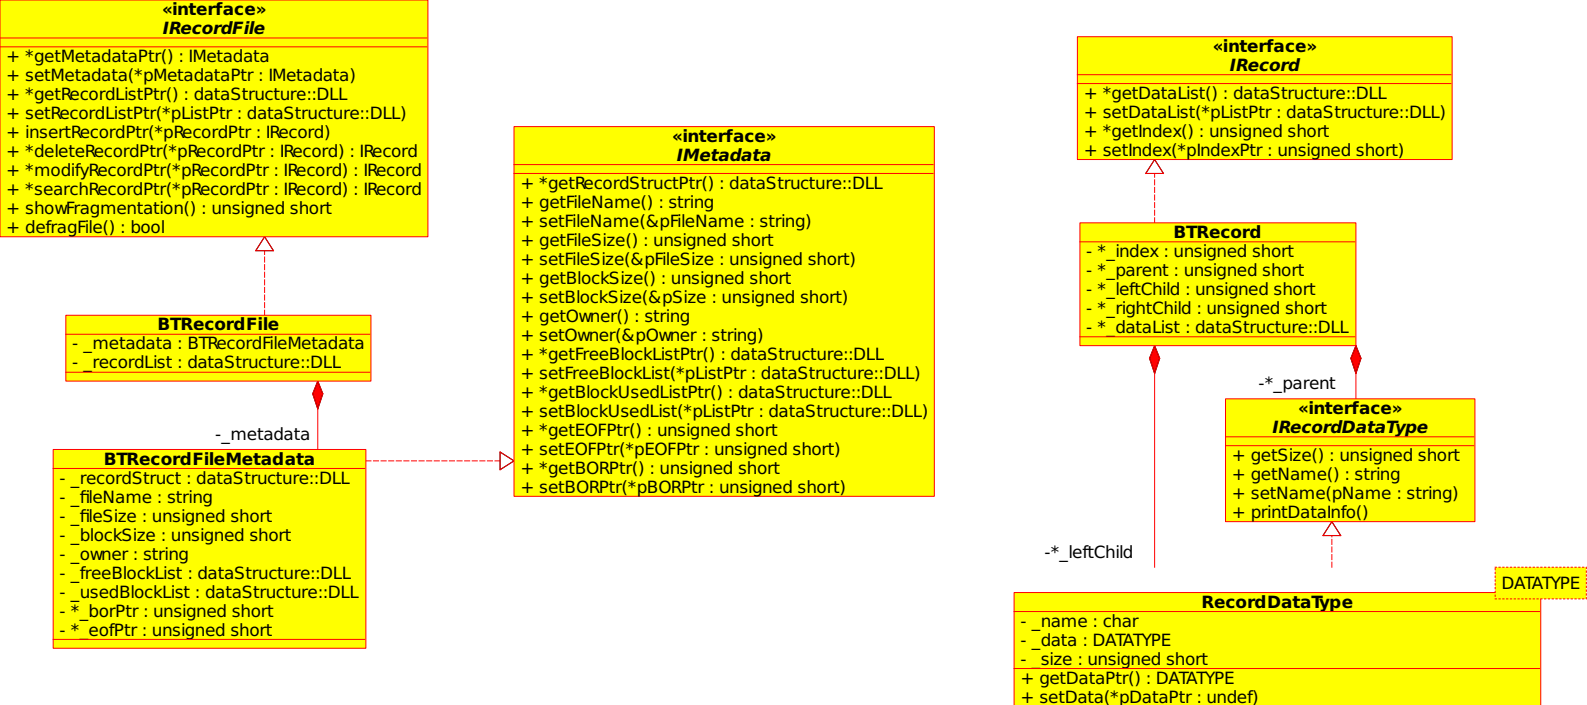 «interface»
IRecordFile
+ *getMetadataPtr() : IMetadata
+ setMetadata(*pMetadataPtr : IMetadata)
+ *getRecordListPtr() : dataStructure::DLL
+ setRecordListPtr(*pListPtr : dataStructure::DLL)
+ insertRecordPtr(*pRecordPtr : IRecord)
+ *deleteRecordPtr(*pRecordPtr : IRecord) : IRecord
+ *modifyRecordPtr(*pRecordPtr : IRecord) : IRecord
+ *searchRecordPtr(*pRecordPtr : IRecord) : IRecord
+ showFragmentation() : unsigned short
+ defragFile() : bool
BTRecordFile
- _metadata : BTRecordFileMetadata
- _recordList : dataStructure::DLL
-_metadata
BTRecordFileMetadata
- _recordStruct : dataStructure::DLL
- _fileName : string
- _fileSize : unsigned short
- _blockSize : unsigned short
- _owner : string
- _freeBlockList : dataStructure::DLL
- _usedBlockList : dataStructure::DLL
- *_borPtr : unsigned short
- *_eofPtr : unsigned short
«interface»
IMetadata
+ *getRecordStructPtr() : dataStructure::DLL
+ getFileName() : string
+ setFileName(&pFileName : string)
+ getFileSize() : unsigned short
+ setFileSize(&pFileSize : unsigned short)
+ getBlockSize() : unsigned short
+ setBlockSize(&pSize : unsigned short)
+ getOwner() : string
+ setOwner(&pOwner : string)
+ *getFreeBlockListPtr() : dataStructure::DLL
+ setFreeBlockList(*pListPtr : dataStructure::DLL)
+ *getBlockUsedListPtr() : dataStructure::DLL
+ setBlockUsedList(*pListPtr : dataStructure::DLL)
+ *getEOFPtr() : unsigned short
+ setEOFPtr(*pEOFPtr : unsigned short)
+ *getBORPtr() : unsigned short
+ setBORPtr(*pBORPtr : unsigned short)
«interface»
IRecord
+ *getDataList() : dataStructure::DLL
+ setDataList(*pListPtr : dataStructure::DLL)
+ *getIndex() : unsigned short
+ setIndex(*pIndexPtr : unsigned short)
BTRecord
- *_index : unsigned short
- *_parent : unsigned short
- *_leftChild : unsigned short
- *_rightChild : unsigned short
- *_dataList : dataStructure::DLL
-*_parent
«interface»
IRecordDataType
+ getSize() : unsigned short
+ getName() : string
+ setName(pName : string)
+ printDataInfo()
-*_leftChild
DATATYPE
RecordDataType
- _name : char
- _data : DATATYPE
- _size : unsigned short
+ getDataPtr() : DATATYPE
+ setData(*pDataPtr : undef)